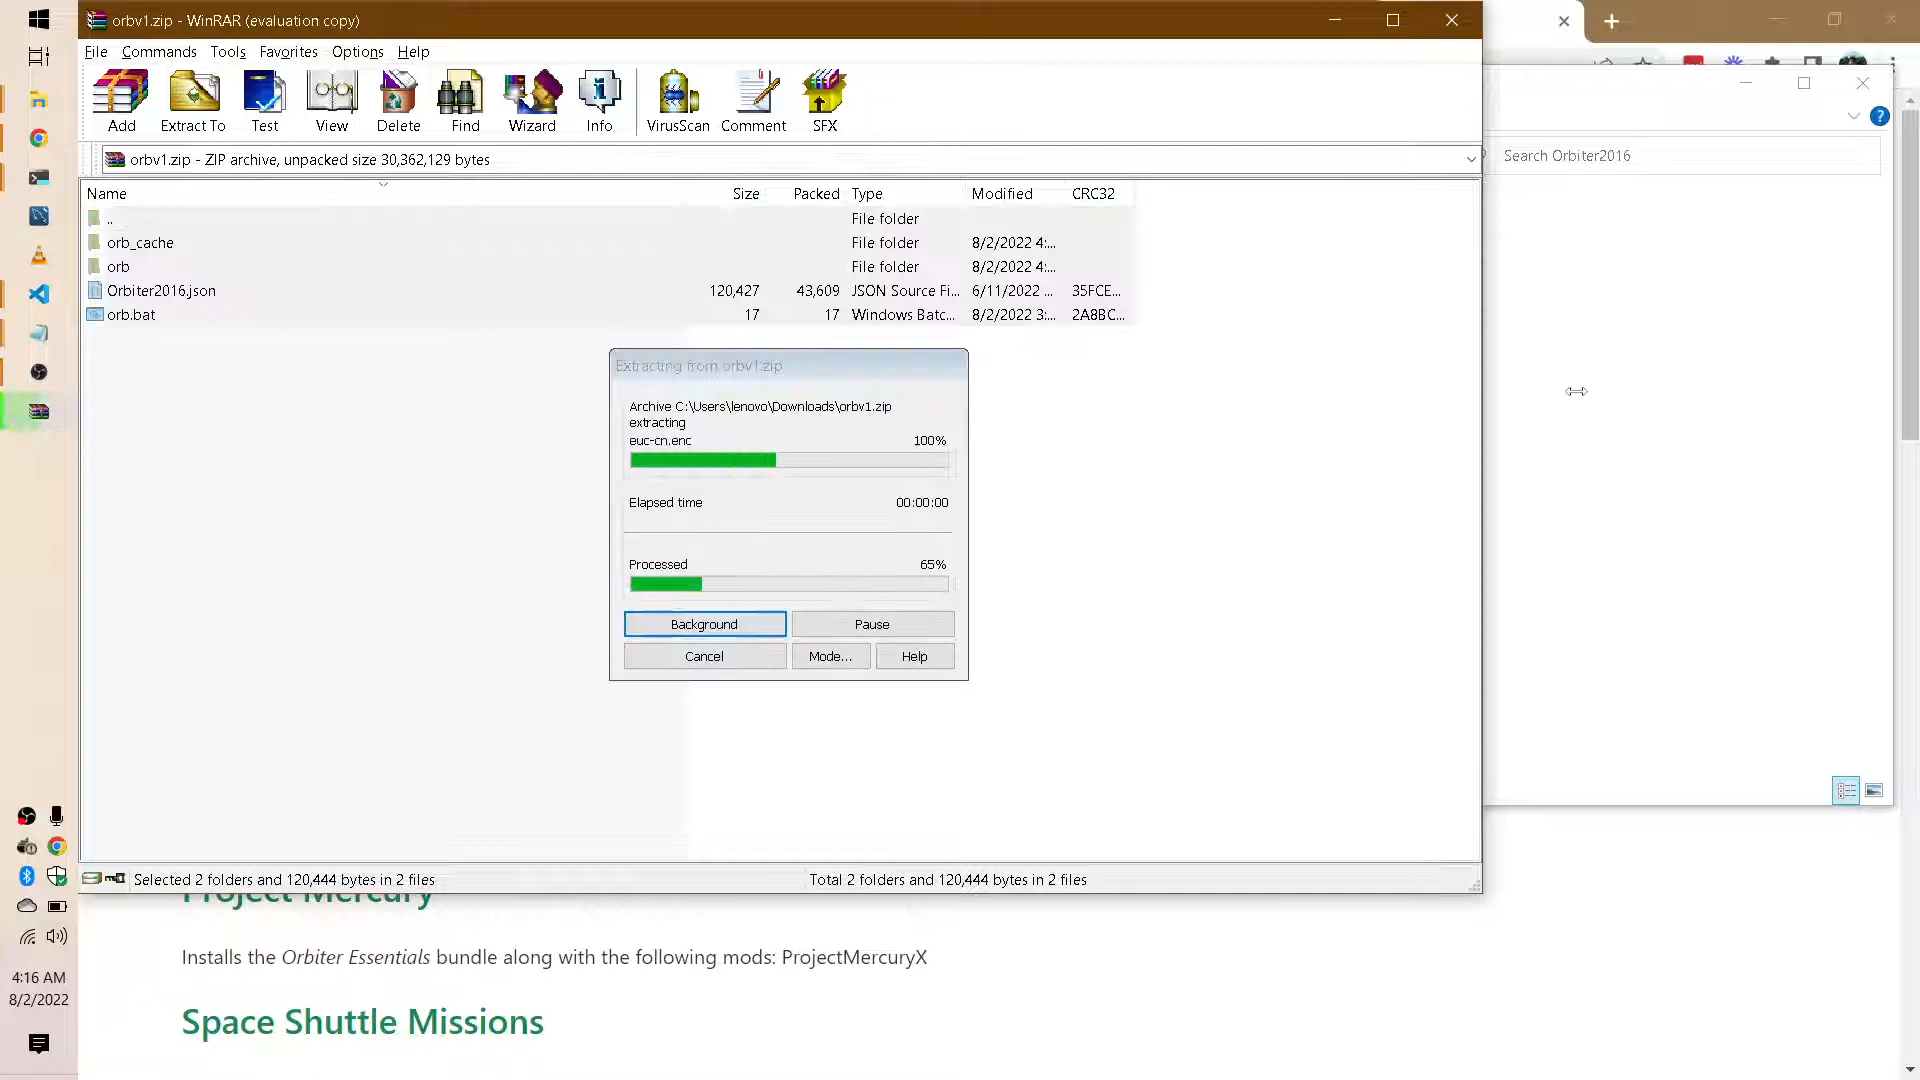 orbv1.zip - WinRAR (evaluation copy)
File Commands Tools Favorites Options Help
Add Extract To Test View Delete Find Wizard Info VirusScan Comment SFX
orbv1.zip - ZIP archive, unpacked size 30,362,129 bytes
Search Orbiter2016
Name Size Packed Type Modified CRC32
.. File folder
orb_cache File folder 8/2/2022 4:...
orb File folder 8/2/2022 4:...
Orbiter2016.json 120,427 43,609 JSON Source Fi... 6/11/2022 ... 35FCE...
orb.bat 17 17 Windows Batc... 8/2/2022 3:... 2A8BC...
Extracting from orbv1.zip
Archive C:\Users\lenovo\Downloads\orbv1.zip
extracting
euc-cn.enc 100%
Elapsed time 00:00:00
Processed 65%
Background Pause
Cancel Mode... Help
Selected 2 folders and 120,444 bytes in 2 files Total 2 folders and 120,444 bytes in 2 files
Project Mercury
Installs the Orbiter Essentials bundle along with the following mods: ProjectMercuryX
Space Shuttle Missions
4:16 AM
8/2/2022